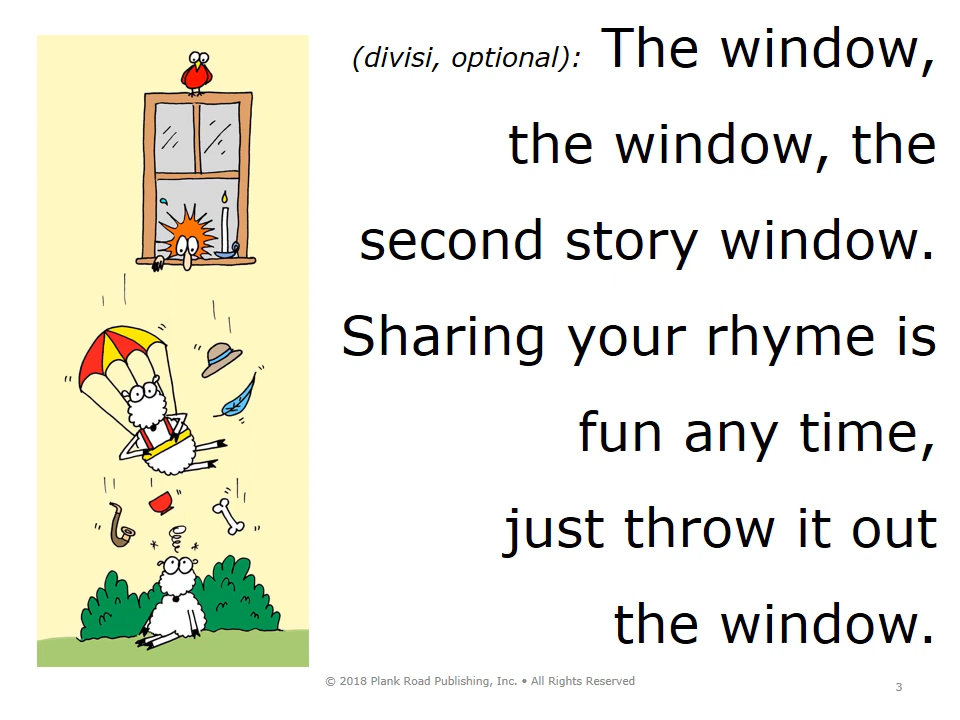 (divisi, optional): The window,
the window, the
second story window.
Sharing your rhyme is
fun any time,
just throw it out
the window.
© 2018 Plank Road Publishing, Inc. • All Rights Reserved
3